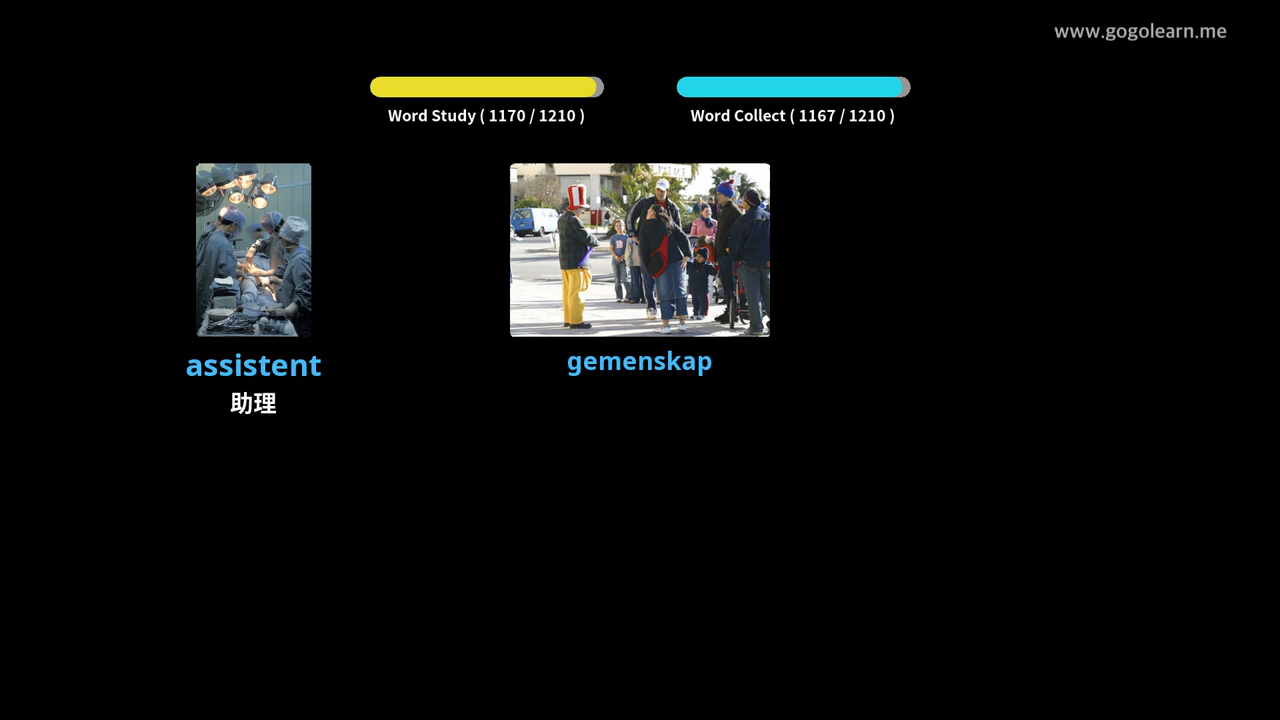 www.gogolearn.me
Word Study ( 1170 / 1210 )
Word Collect ( 1167 / 1210 )
assistent
助理
gemenskap